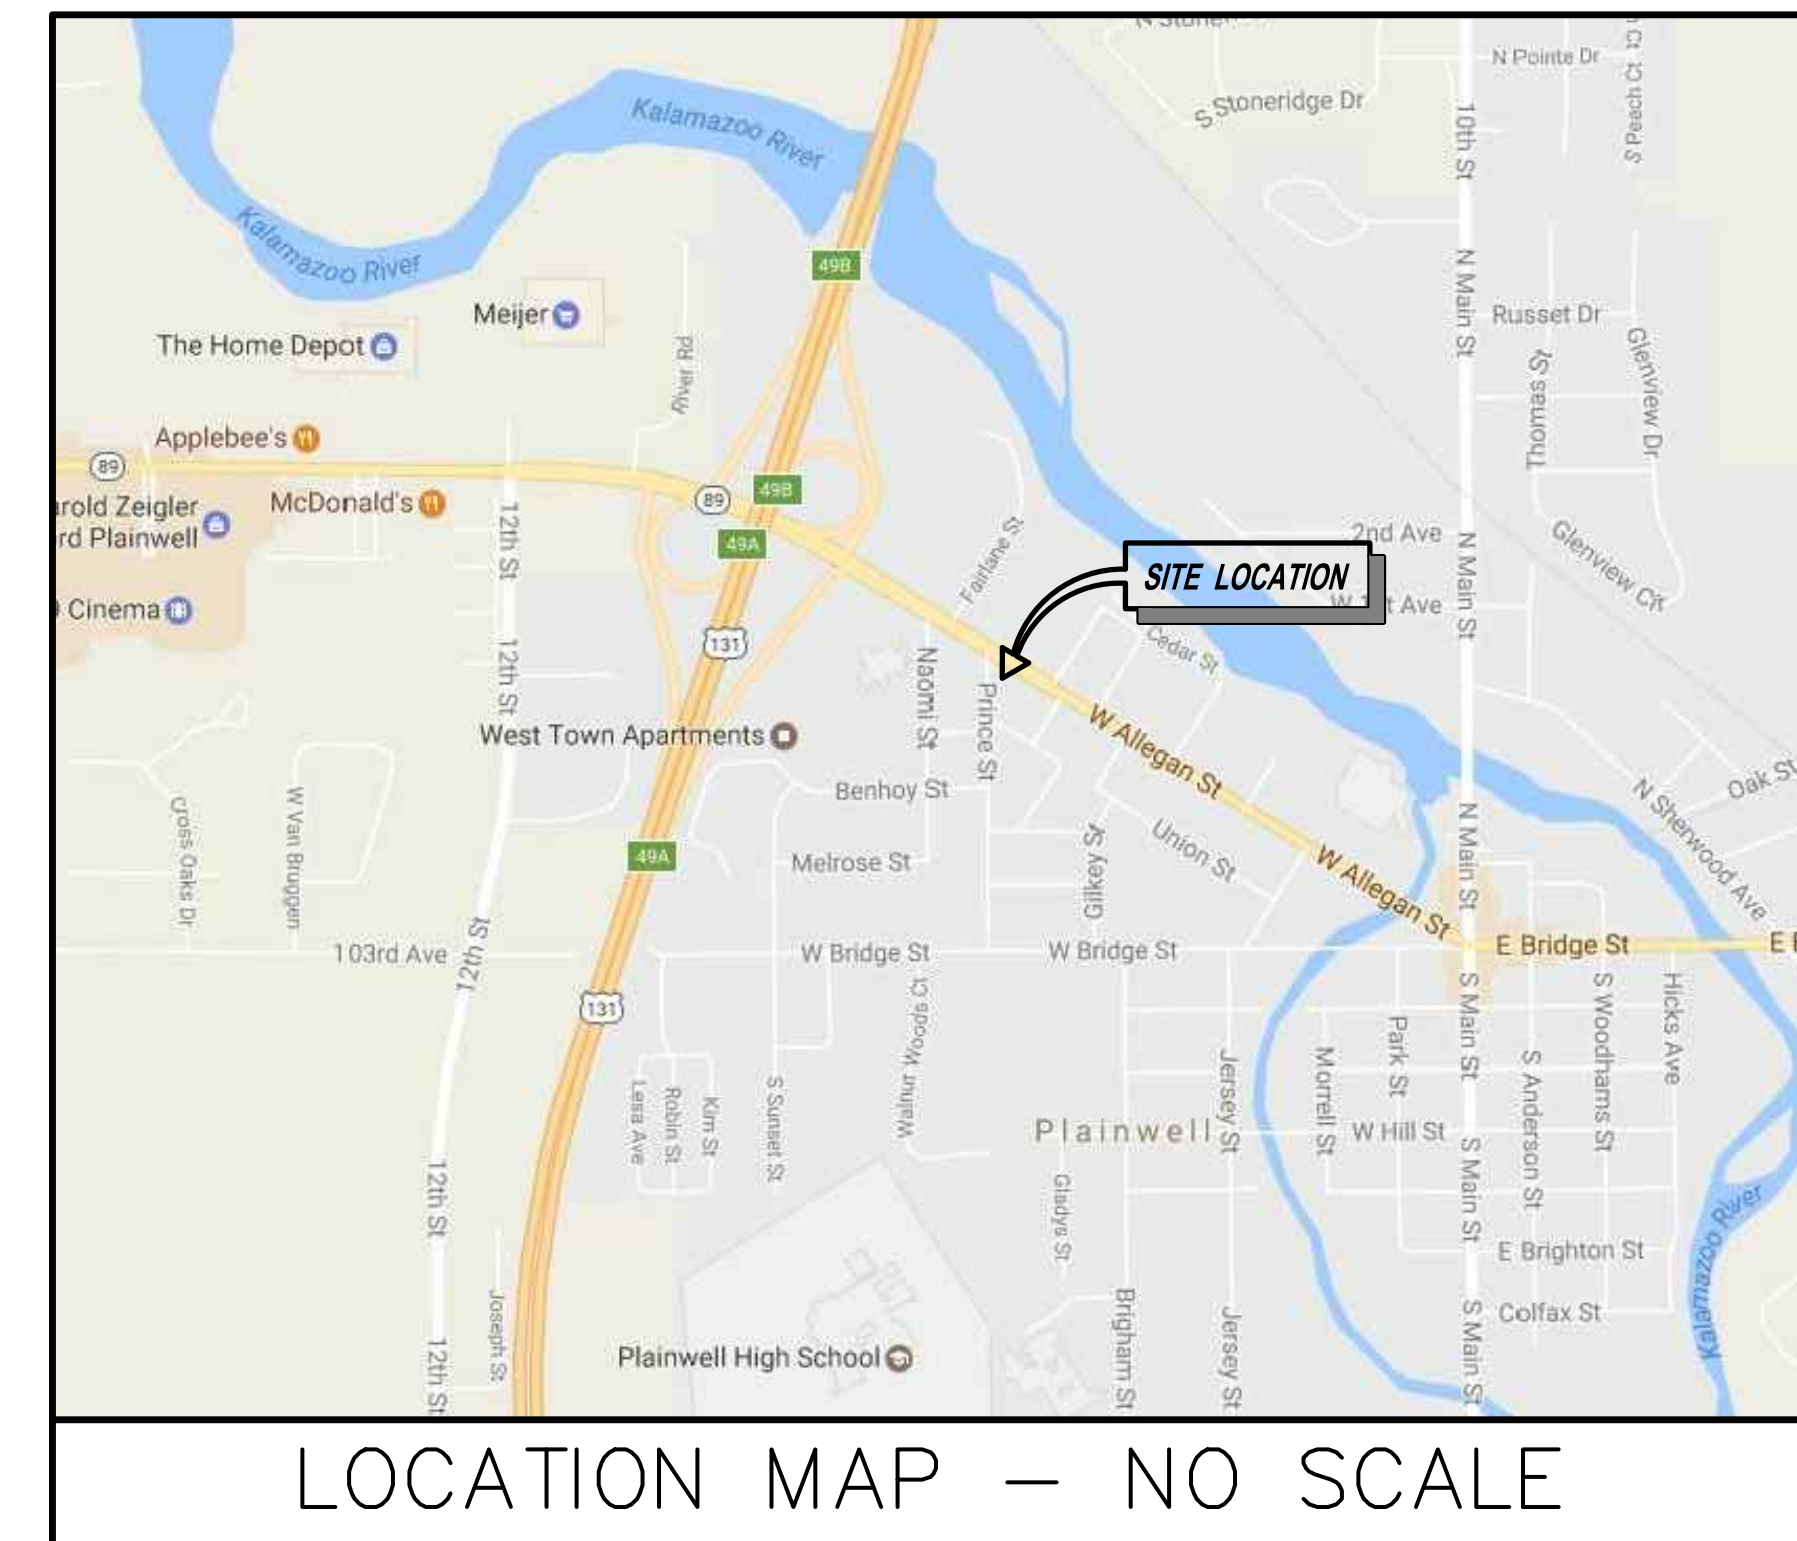 N Pointe Dr
S Stoneridge Dr
10th St
S Peach Ct
Kalamazoo River
Kalamazoo River
49B
N Main St
Meijer
The Home Depot
River Rd
Russet Dr
Thomas St
Glenview Dr
Applebee's
89
McDonald's
89
49B
49A
arold Zeigler
rd Plainwell
12th St
Fairlane St
2nd Ave
N Main St
Glenview Cit
SITE LOCATION
W 1st Ave
Cinema
12th St
131
Naomi St
Prince St
Cedar St
West Town Apartments
W Allegan St
Benhoy St
Oak St
N Sherwood Ave
Cross Oaks Dr
W Van Bruggen
49A
Melrose St
Gilkey St
Union St
W Allegan St
N Main St
103rd Ave
12th St
W Bridge St
W Bridge St
E Bridge St
E
131
Walnut Woods Ct
S Main St
S Woodhams St
Hicks Ave
Lesa Ave
Robin St
Kim St
S Sunset St
Plainwell
Jersey St
Morrell St
Park St
W Hill St
S Anderson St
12th St
Gladys St
S Main St
E Brighton St
Kalamazoo River
Joseph St
Colfax St
Plainwell High School
Brigham St
Jersey St
S Main St
12th St
LOCATION MAP – NO SCALE